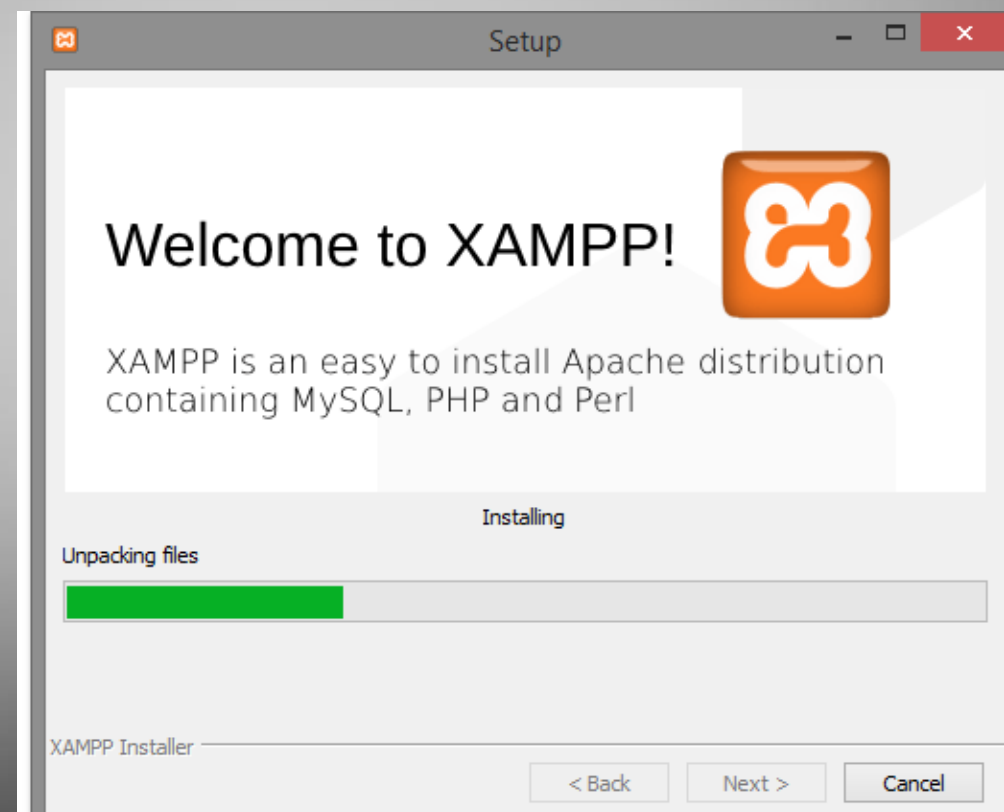 Setup
Welcome to XAMPP!
XAMPP is an easy to install Apache distribution
containing MySQL, PHP and Perl
Installing
Unpacking files
XAMPP Installer
< Back
Next >
Cancel